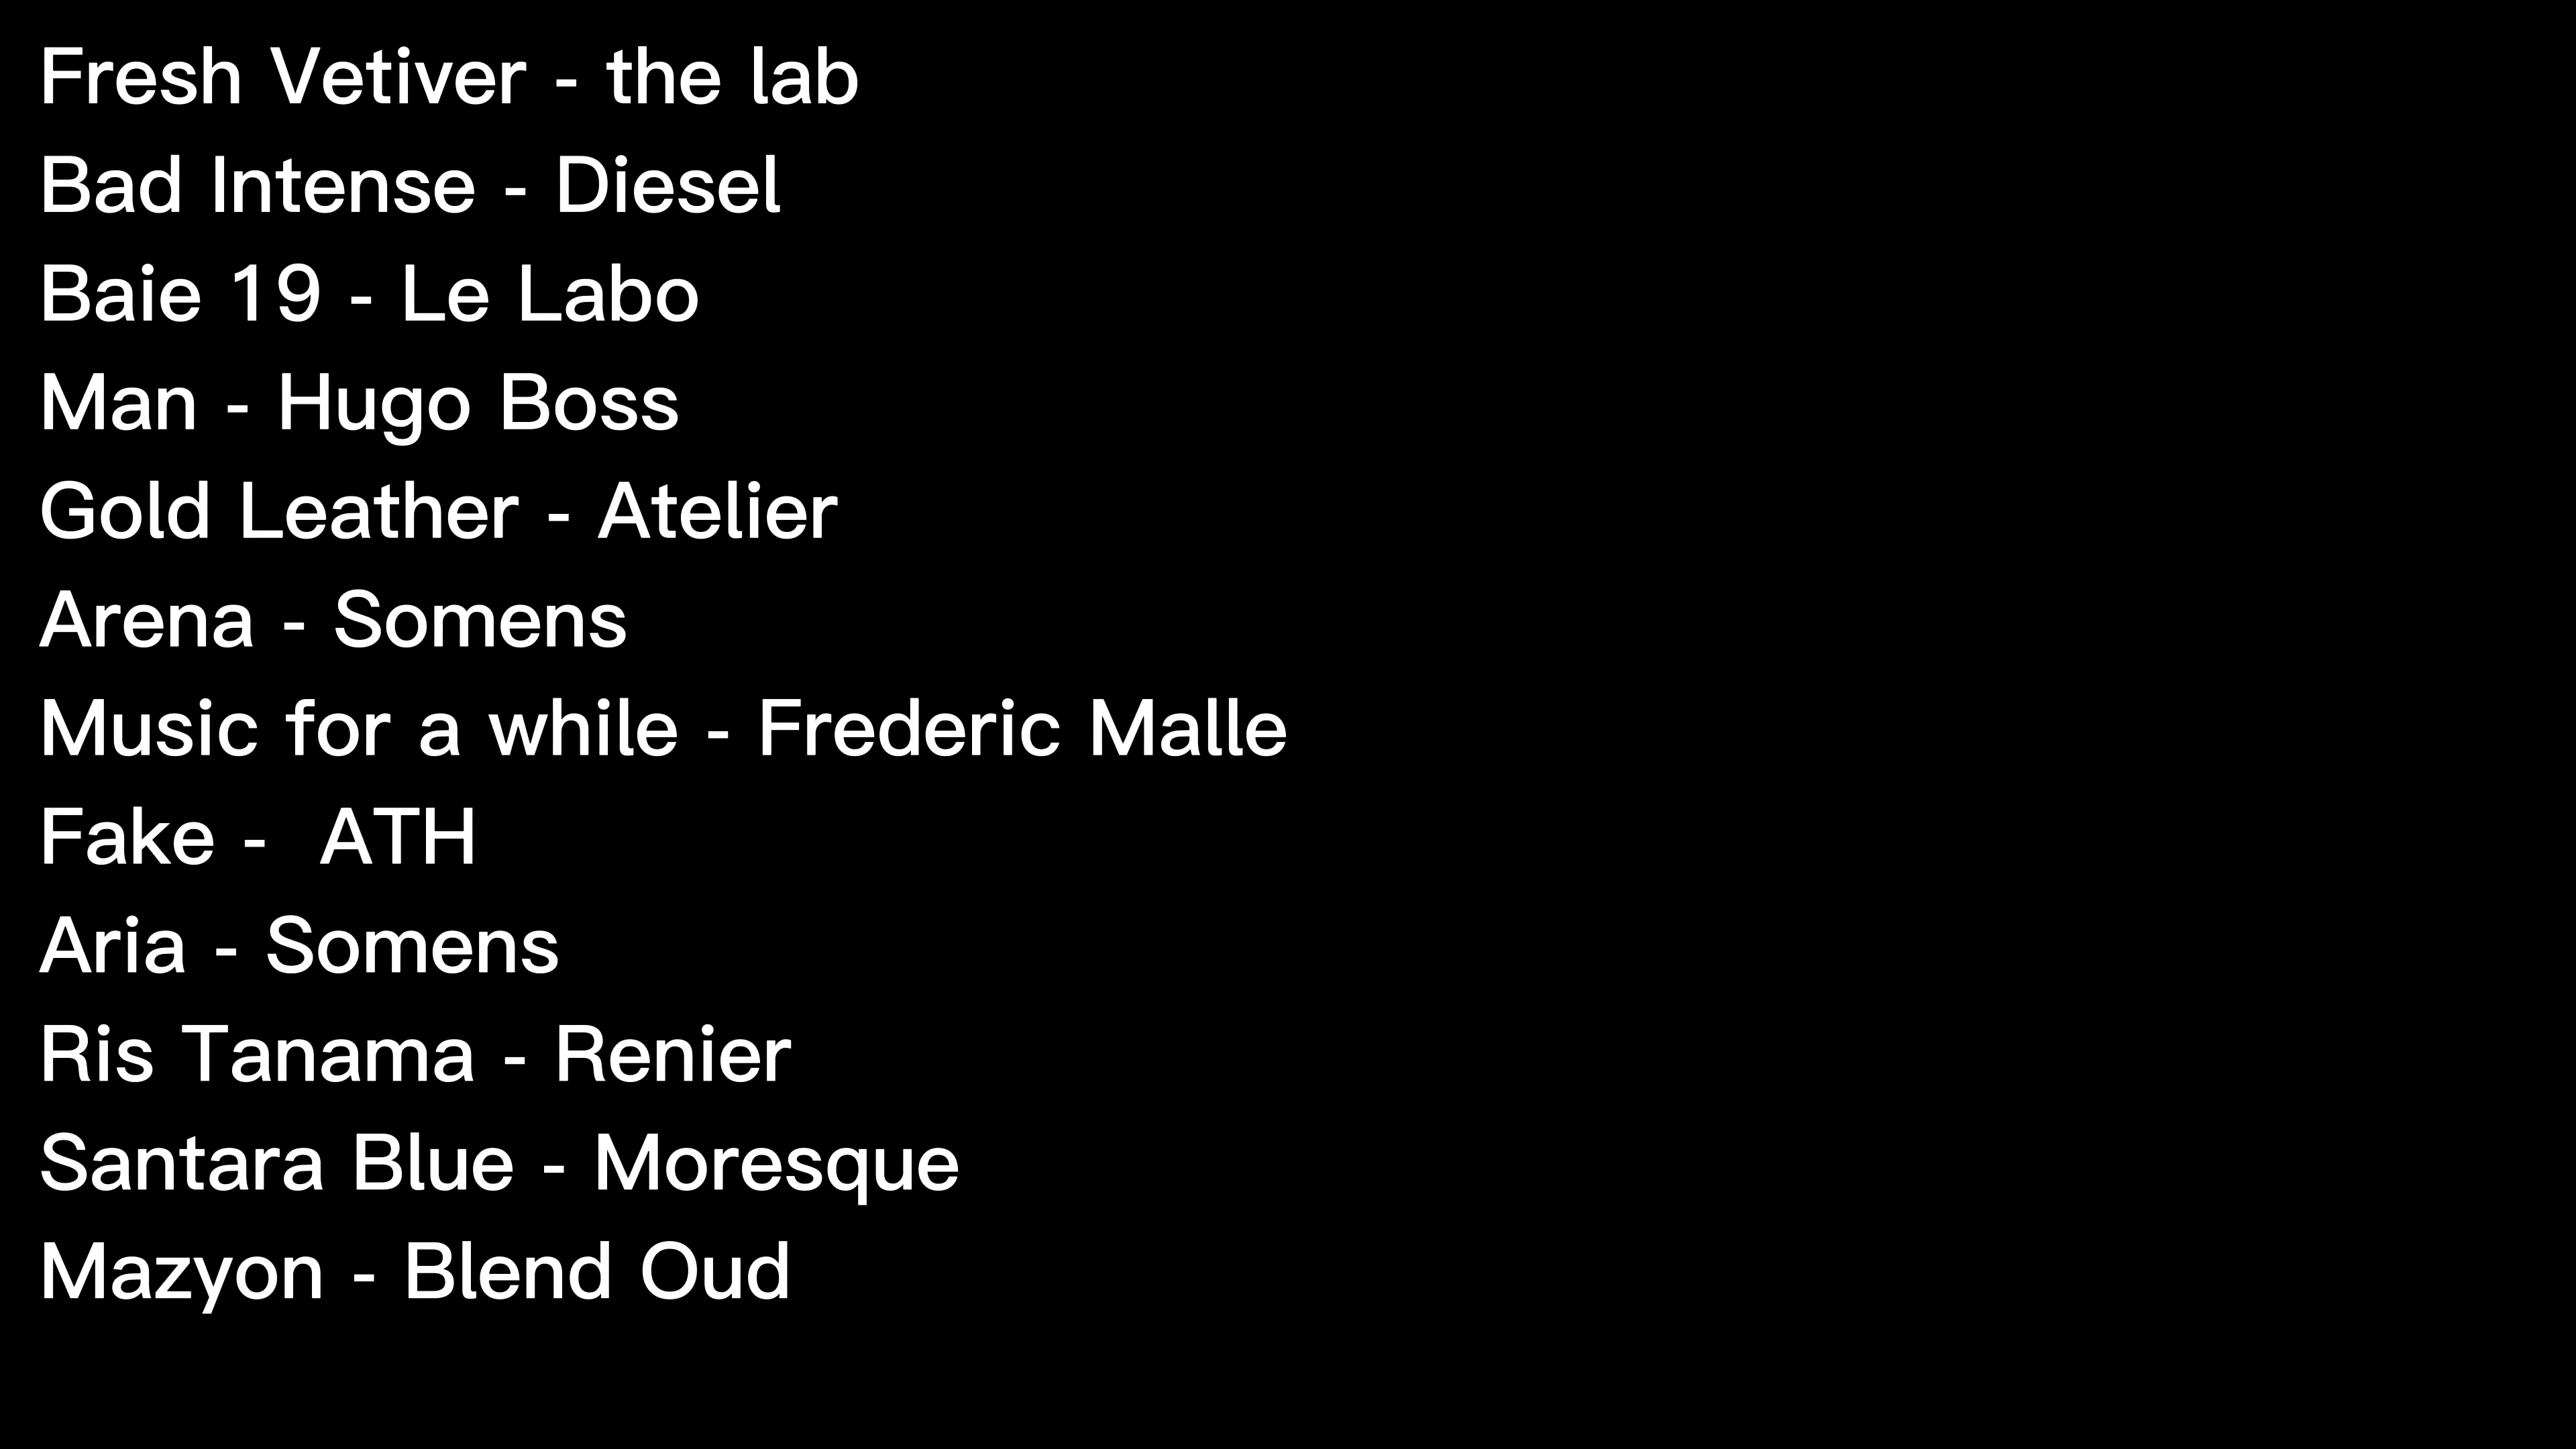 Fresh Vetiver - the lab
Bad Intense - Diesel
Baie 19 - Le Labo
Man - Hugo Boss
Gold Leather - Atelier
Arena - Somens
Music for a while - Frederic Malle
Fake -  ATH
Aria - Somens
Ris Tanama - Renier
Santara Blue - Moresque
Mazyon - Blend Oud